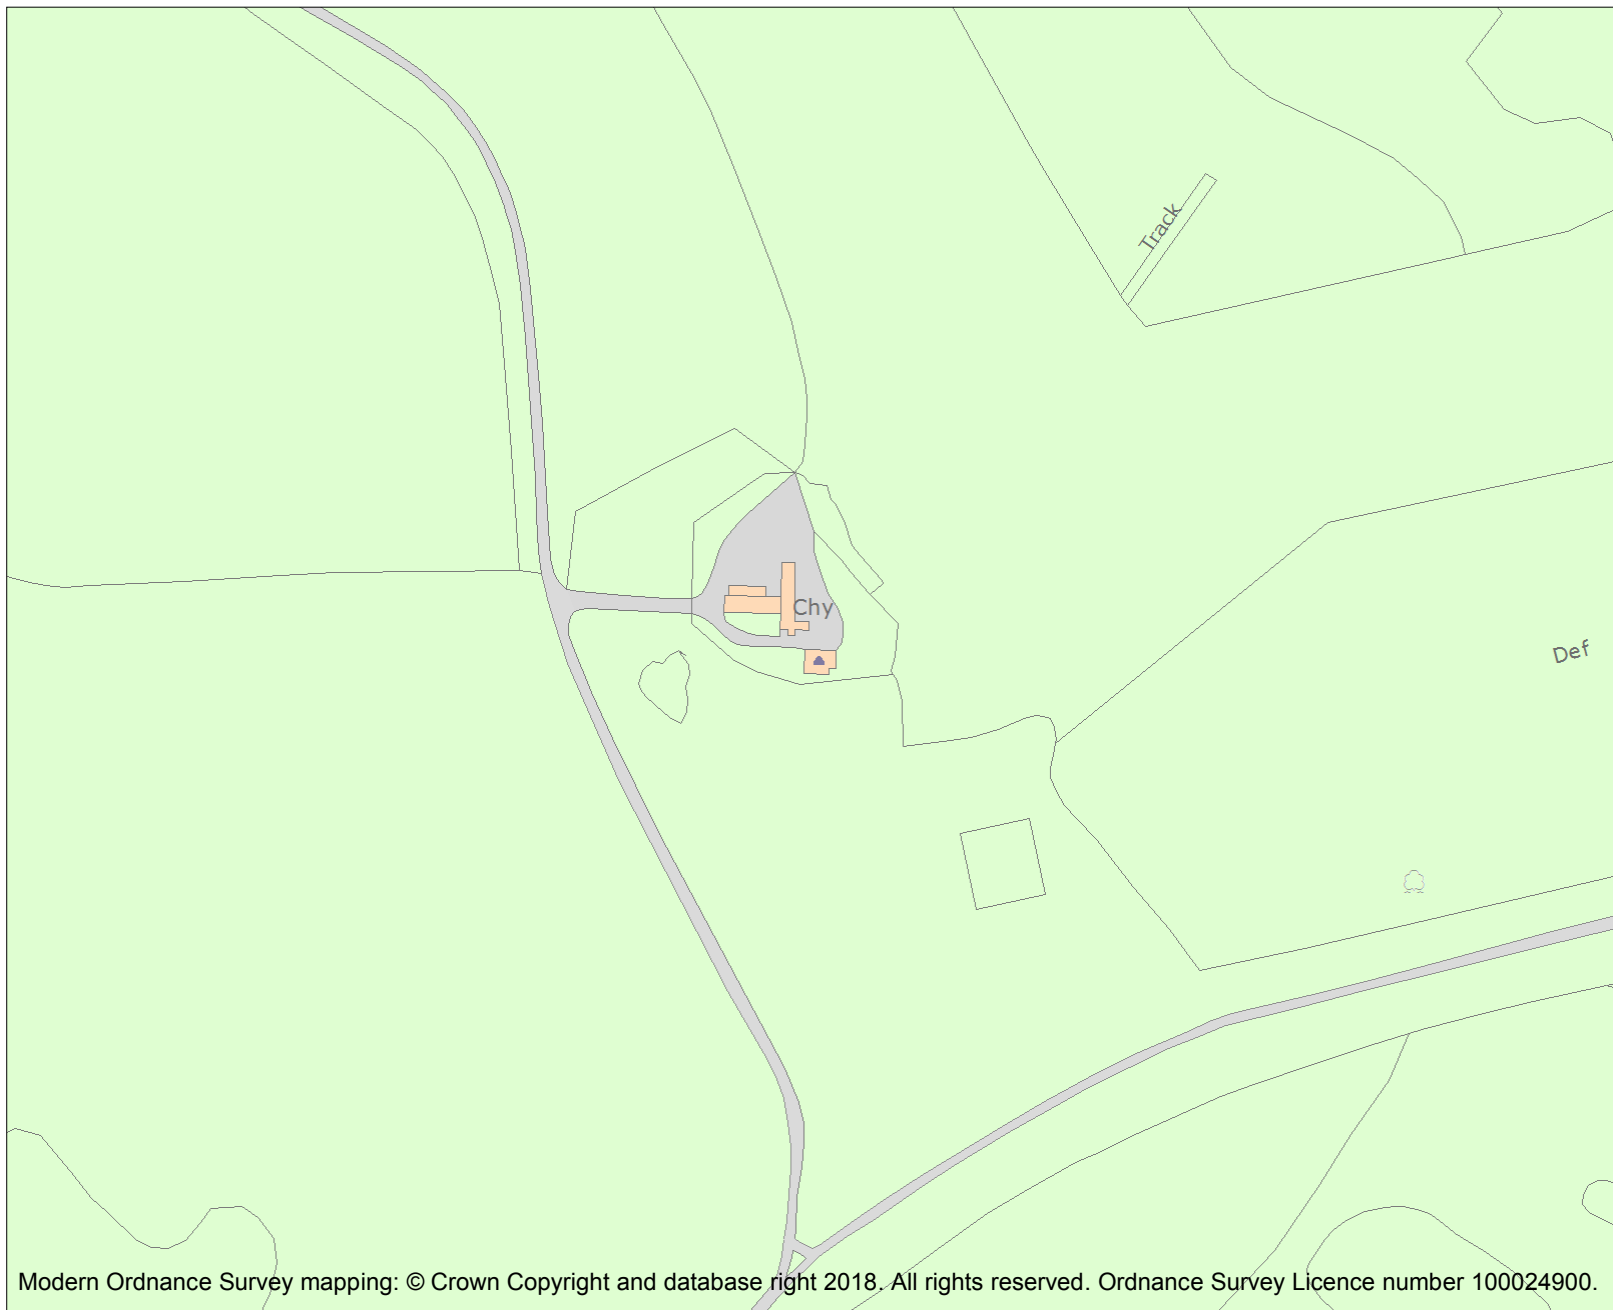 Track
Chy
Def
Modern Ordnance Survey mapping: © Crown Copyright and database right 2018. All rights reserved. Ordnance Survey Licence number 100024900.